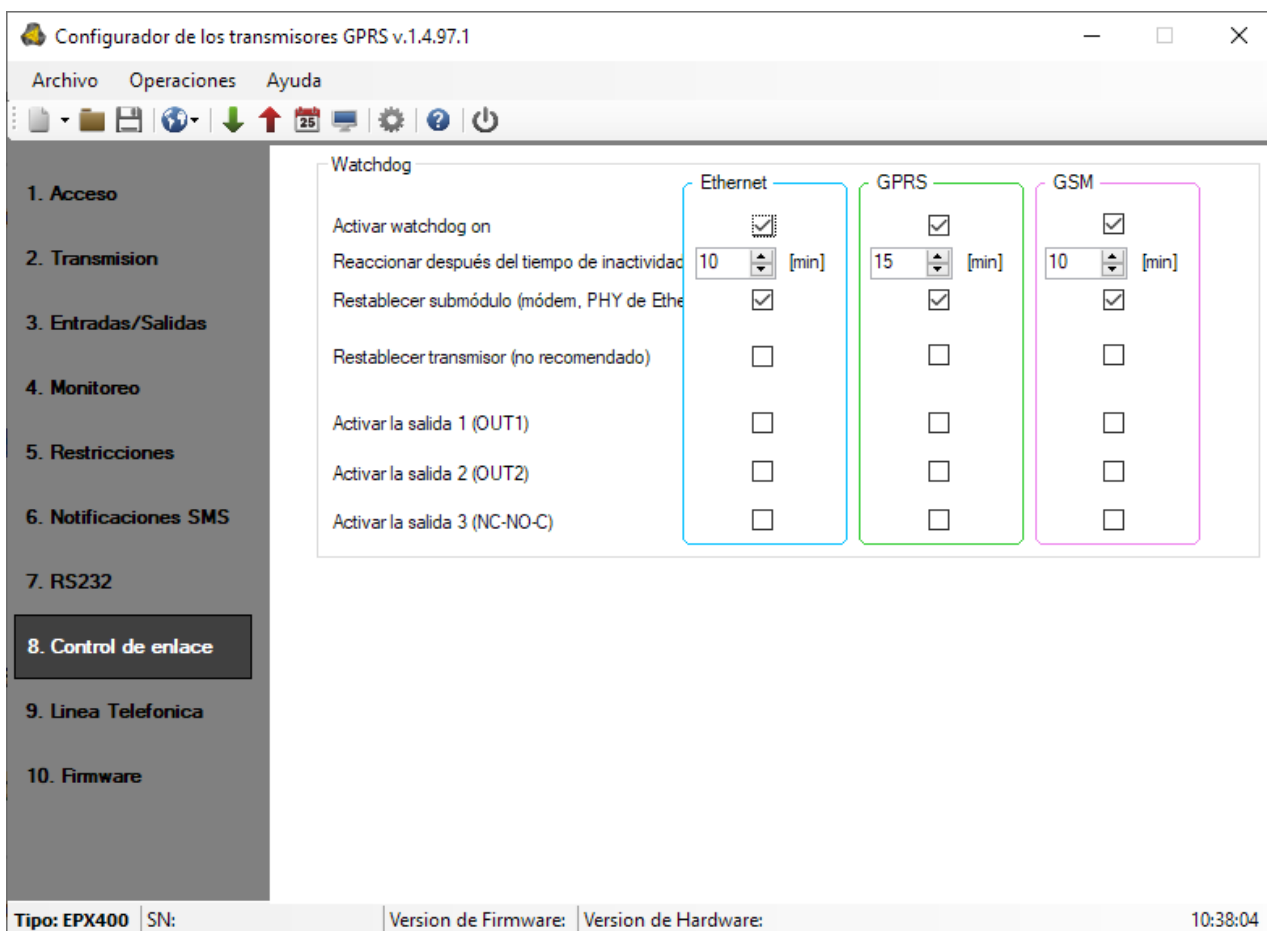 Configurador de los transmisores GPRS v.1.4.97.1
Archivo Operaciones Ayuda
25
1. Acceso
2. Transmision
3. Entradas/Salidas
4. Monitoreo
5. Restricciones
6. Notificaciones SMS
7. RS232
8. Control de enlace
9. Linea Telefonica
10. Firmware
Watchdog
Ethernet GPRS GSM
Activar watchdog on
Reaccionar después del tiempo de inactividad 10 [min] 15 [min] 10 [min]
Restablecer submódulo (módem, PHY de Ethe
Restablecer transmisor (no recomendado)
Activar la salida 1 (OUT1)
Activar la salida 2 (OUT2)
Activar la salida 3 (NC-NO-C)
Tipo: EPX400 SN: Version de Firmware: Version de Hardware: 10:38:04